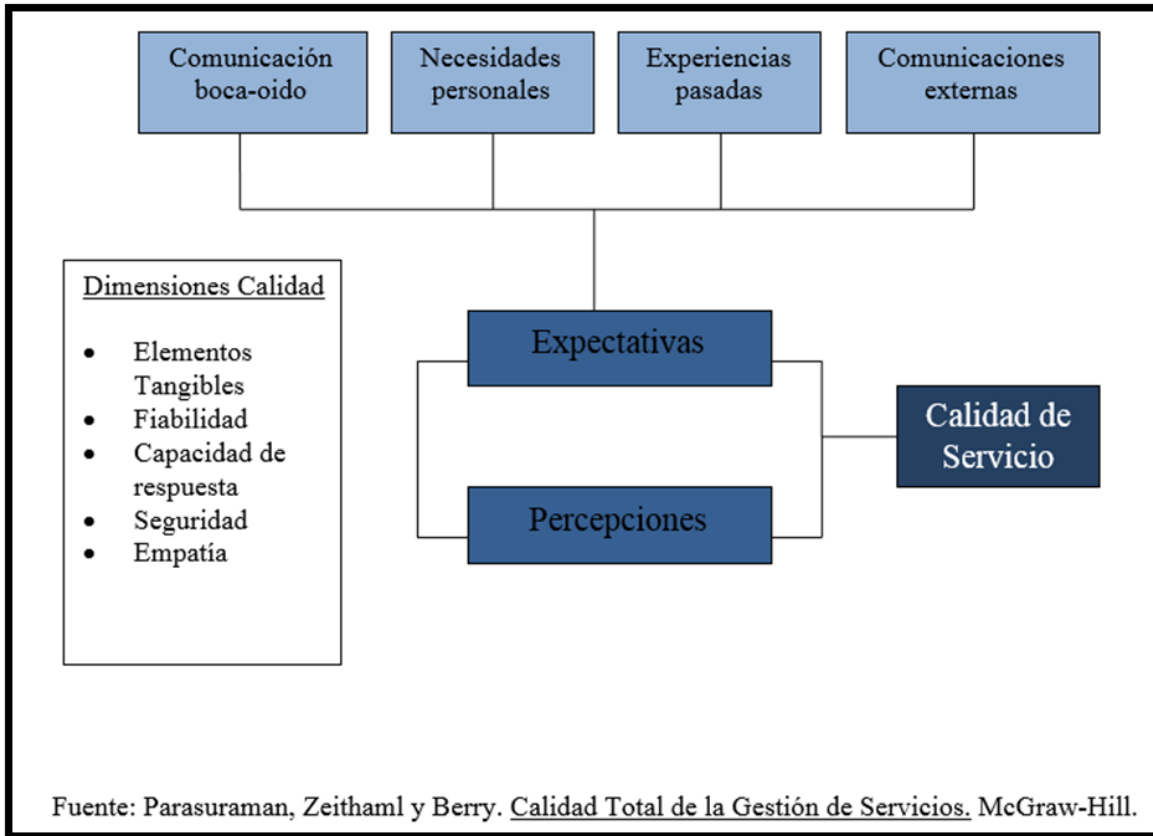 Comunicación
boca-oido
Necesidades
personales
Experiencias
pasadas
Comunicaciones
externas
Dimensiones Calidad
• Elementos
Tangibles
• Fiabilidad
• Capacidad de
respuesta
• Seguridad
• Empatía
Expectativas
Percepciones
Calidad de
Servicio
Fuente: Parasuraman, Zeithaml y Berry. Calidad Total de la Gestión de Servicios. McGraw-Hill.